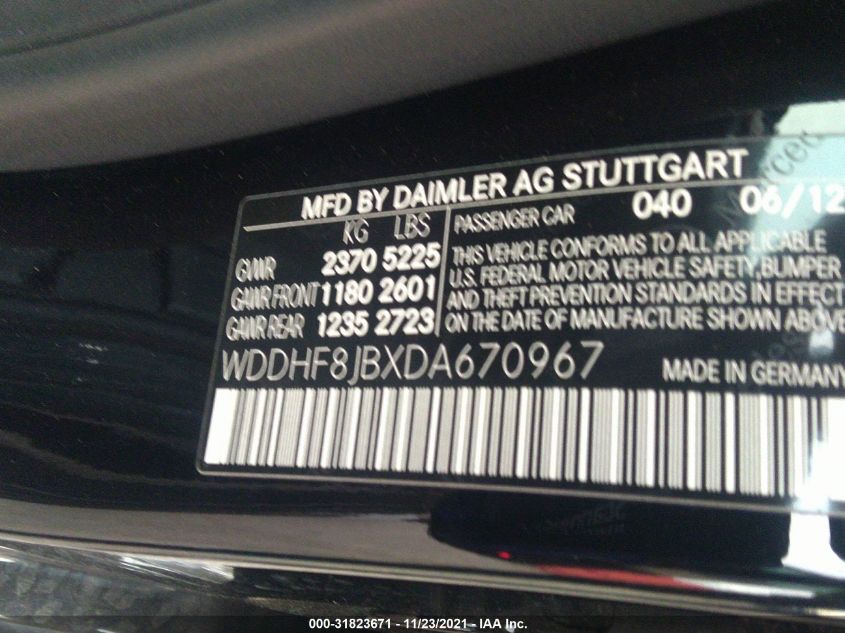 MFD BY DAIMLER AG STUTTGART
KG LBS
GVWR 2370 5225
GAWR FRONT 1180 2601
GAWR REAR 1235 2723
PASSENGER CAR 040 06/12
THIS VEHICLE CONFORMS TO ALL APPLICABLE
U.S. FEDERAL MOTOR VEHICLE SAFETY, BUMPER
AND THEFT PREVENTION STANDARDS IN EFFECT
ON THE DATE OF MANUFACTURE SHOWN ABOVE
WDDHF8JBXDA670967
MADE IN GERMANY
000-31823671 - 11/23/2021 - IAA Inc.